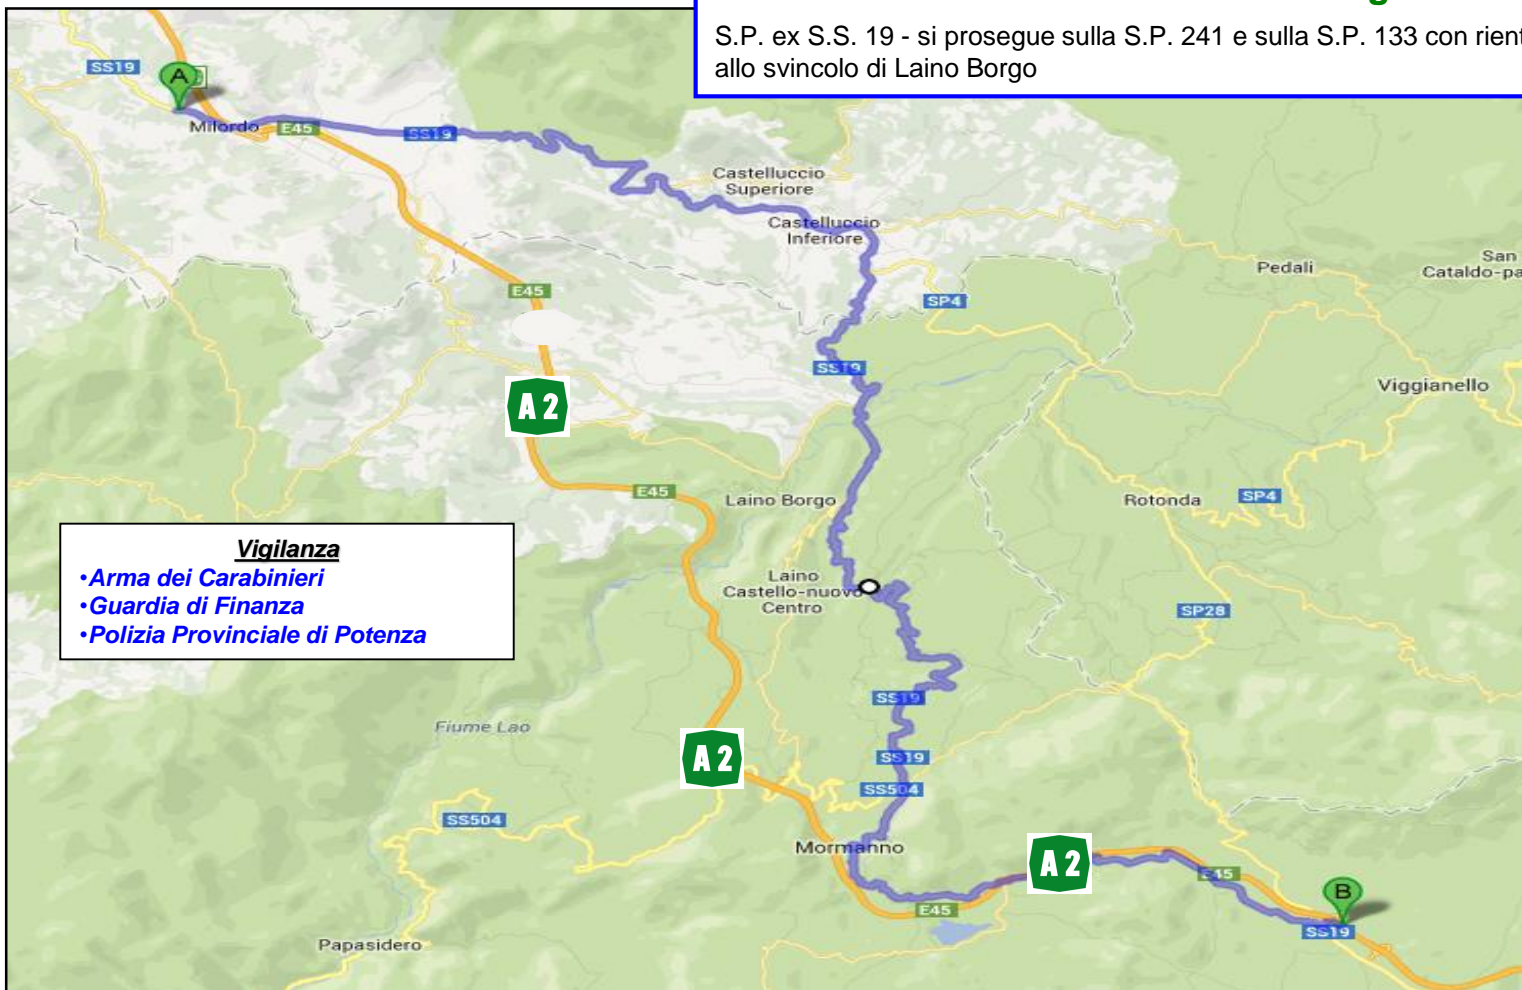 S.P. ex S.S. 19 - si prosegue sulla S.P. 241 e sulla S.P. 133 con rient
allo svincolo di Laino Borgo
SS19
A
Milordo
E45
SS19
Castelluccio
Superiore
Castelluccio
Inferiore
Pedali
San
Cataldo-pa
E45
SP4
SS19
Viggianello
A 2
E45
Laino Borgo
Rotonda
SP4
Vigilanza
•Arma dei Carabinieri
•Guardia di Finanza
•Polizia Provinciale di Potenza
Laino
Castello-nuovo
Centro
SP28
SS19
Fiume Lao
A 2
SS19
SS504
SS504
Mormanno
A 2
E45
B
E45
SS19
Papasidero